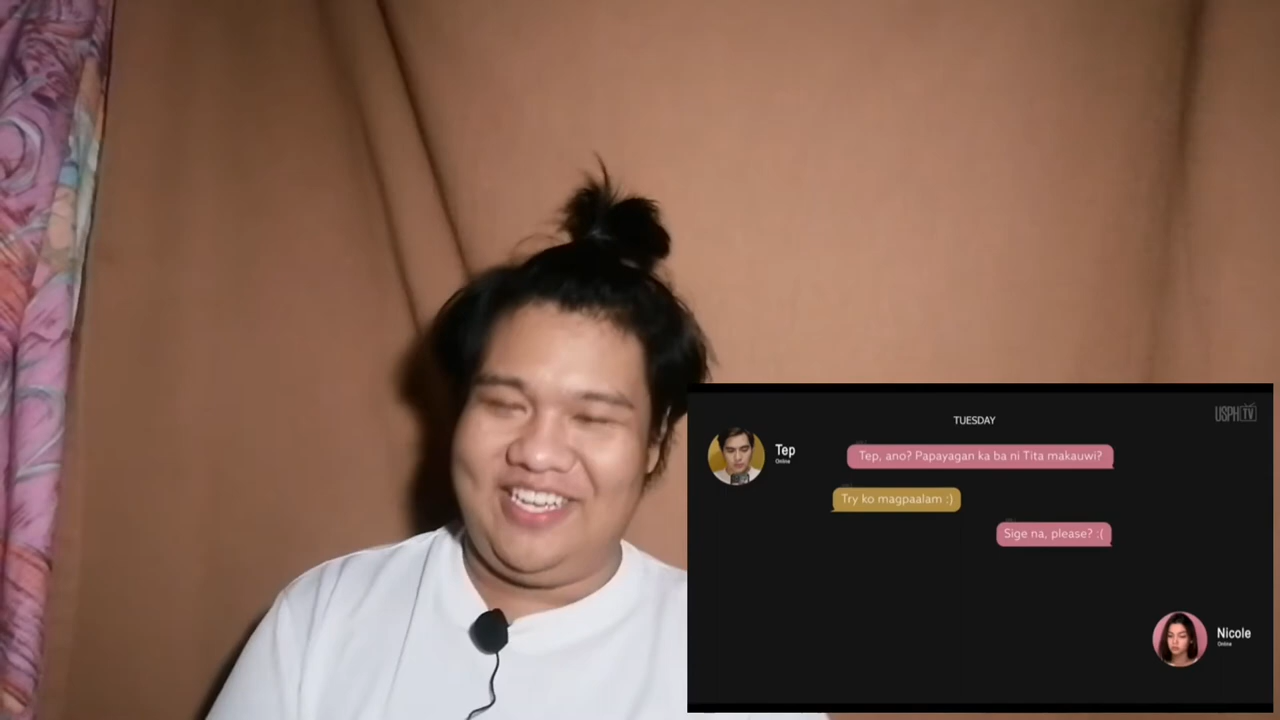 USPH TV
TUESDAY
Tep
Online
Tep, ano? Papayagan ka ba ni Tita makauwi?
Try ko magpaalam :)
Sige na, please? :(
Nicole
Online